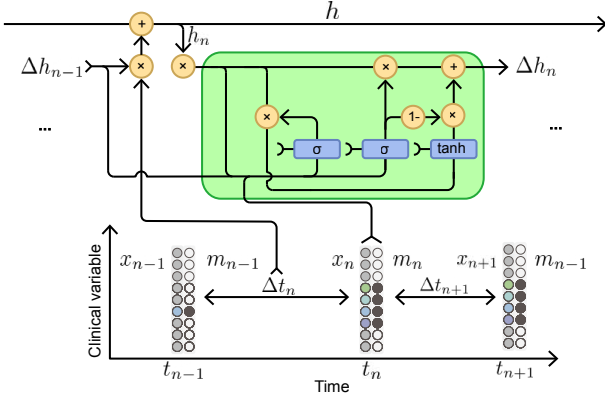 h
+
h_n
Δh_{n-1}
×
×
×
+
Δh_n
...
×
1-
×
...
σ
σ
tanh
Clinical variable
x_{n-1}
m_{n-1}
x_n
m_n
x_{n+1}
m_{n-1}
Δt_n
Δt_{n+1}
t_{n-1}
t_n
t_{n+1}
Time